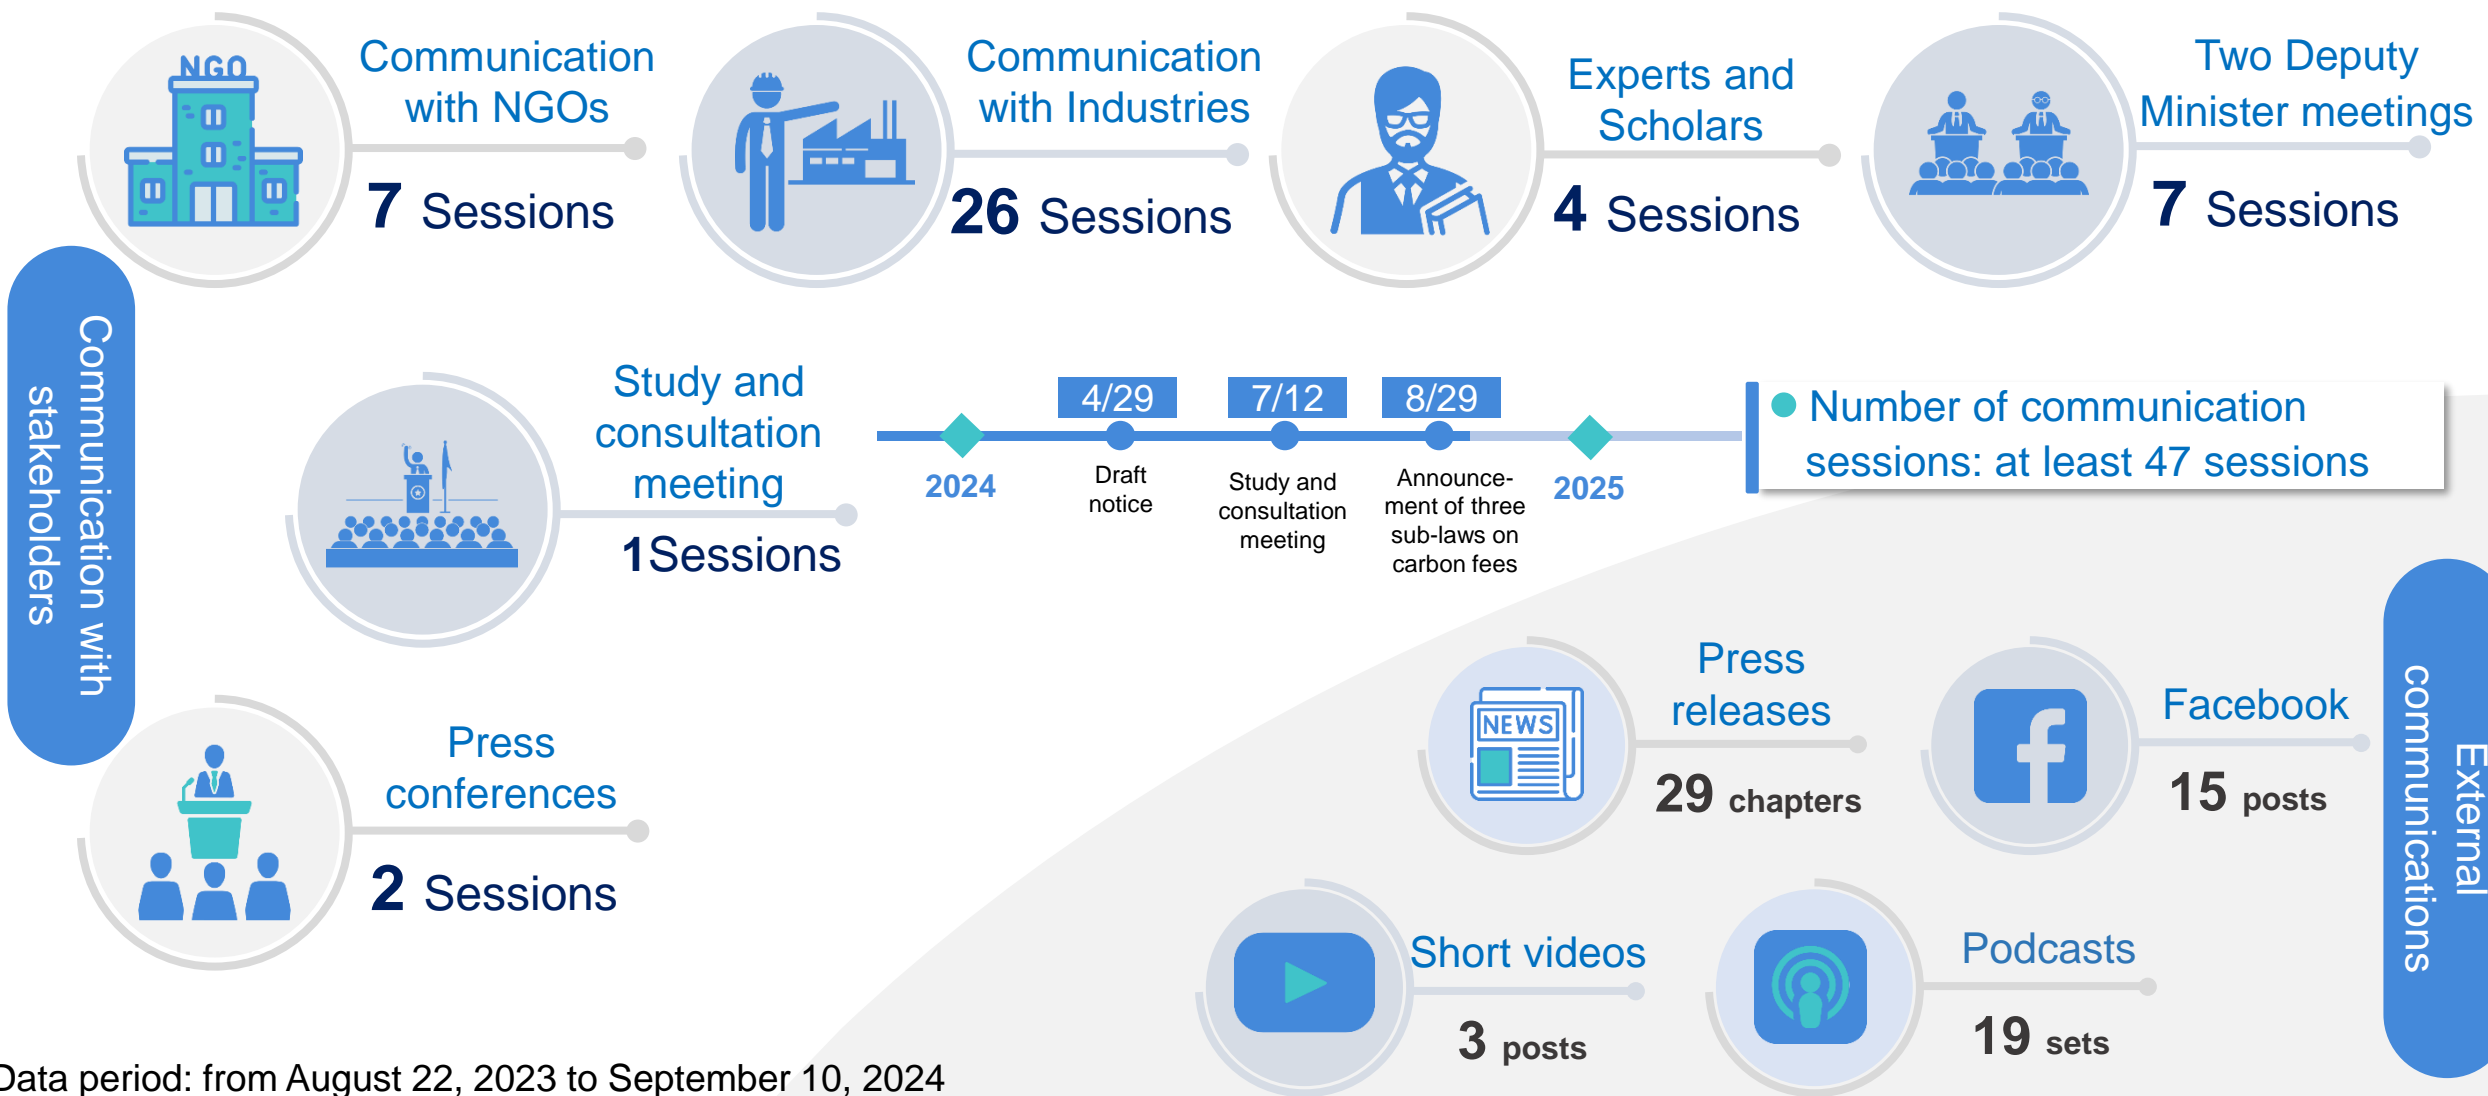 NGO
Communication
with NGOs
7 Sessions
Communication
with Industries
26 Sessions
Experts and
Scholars
4 Sessions
Two Deputy
Minister meetings
7 Sessions
Communication with
stakeholders
Study and
consultation
meeting
1Sessions
2024
4/29
Draft
notice
7/12
Study and
consultation
meeting
8/29
Announce-
ment of three
sub-laws on
carbon fees
2025
Number of communication
sessions: at least 47 sessions
Press
conferences
2 Sessions
External
communications
NEWS
Press
releases
29 chapters
Facebook
15 posts
Short videos
3 posts
Podcasts
19 sets
Data period: from August 22, 2023 to September 10, 2024